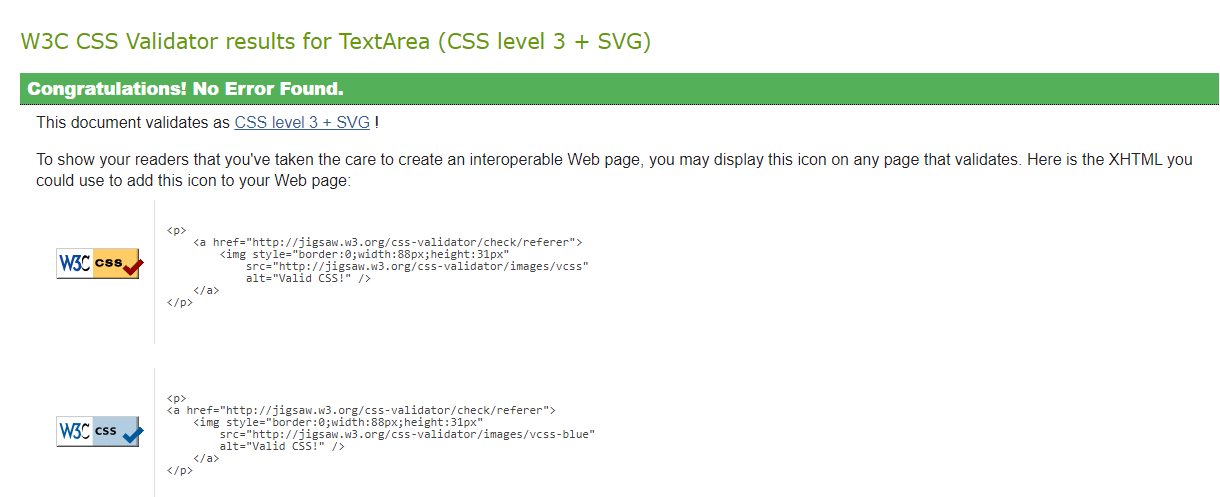 W3C CSS Validator results for TextArea (CSS level 3 + SVG)
Congratulations! No Error Found.
This document validates as CSS level 3 + SVG !
To show your readers that you've taken the care to create an interoperable Web page, you may display this icon on any page that validates. Here is the XHTML you
could use to add this icon to your Web page:
W3C css
<p>
<a href="http://jigsaw.w3.org/css-validator/check/referer">
<img style="border:0;width:88px;height:31px"
src="http://jigsaw.w3.org/css-validator/images/vcss"
alt="Valid CSS!" />
</a>
</p>
W3C css
<p>
<a href="http://jigsaw.w3.org/css-validator/check/referer">
<img style="border:0;width:88px;height:31px"
src="http://jigsaw.w3.org/css-validator/images/vcss-blue"
alt="Valid CSS!" />
</a>
</p>